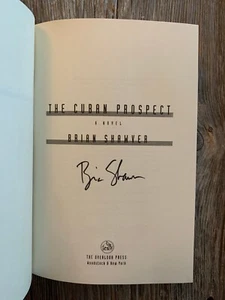 THE CUBAN PROSPECT
A NOVEL
BRIAN SHAWVER
THE OVERLOOK PRESS
Woodstock & New York